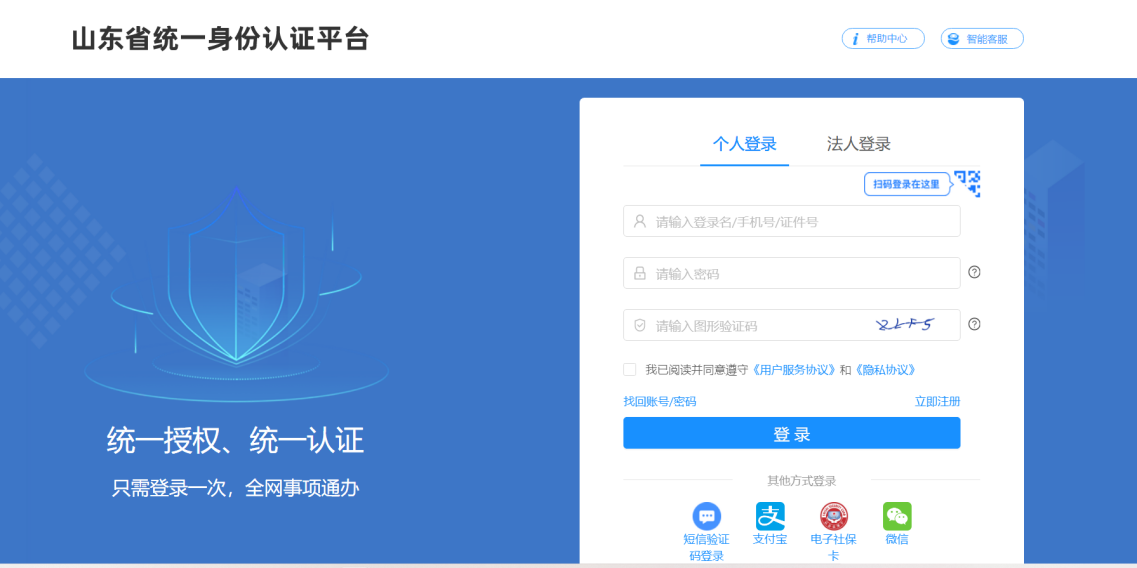 山东省统一身份认证平台
帮助中心
智能客服
个人登录
法人登录
扫码登录在这里
请输入登录名/手机号/证件号
请输入密码
请输入图形验证码
我已阅读并同意遵守《用户服务协议》和《隐私协议》
找回账号/密码
立即注册
登录
其他方式登录
短信验证
码登录
支付宝
电子社保
卡
微信
统一授权、统一认证
只需登录一次，全网事项通办